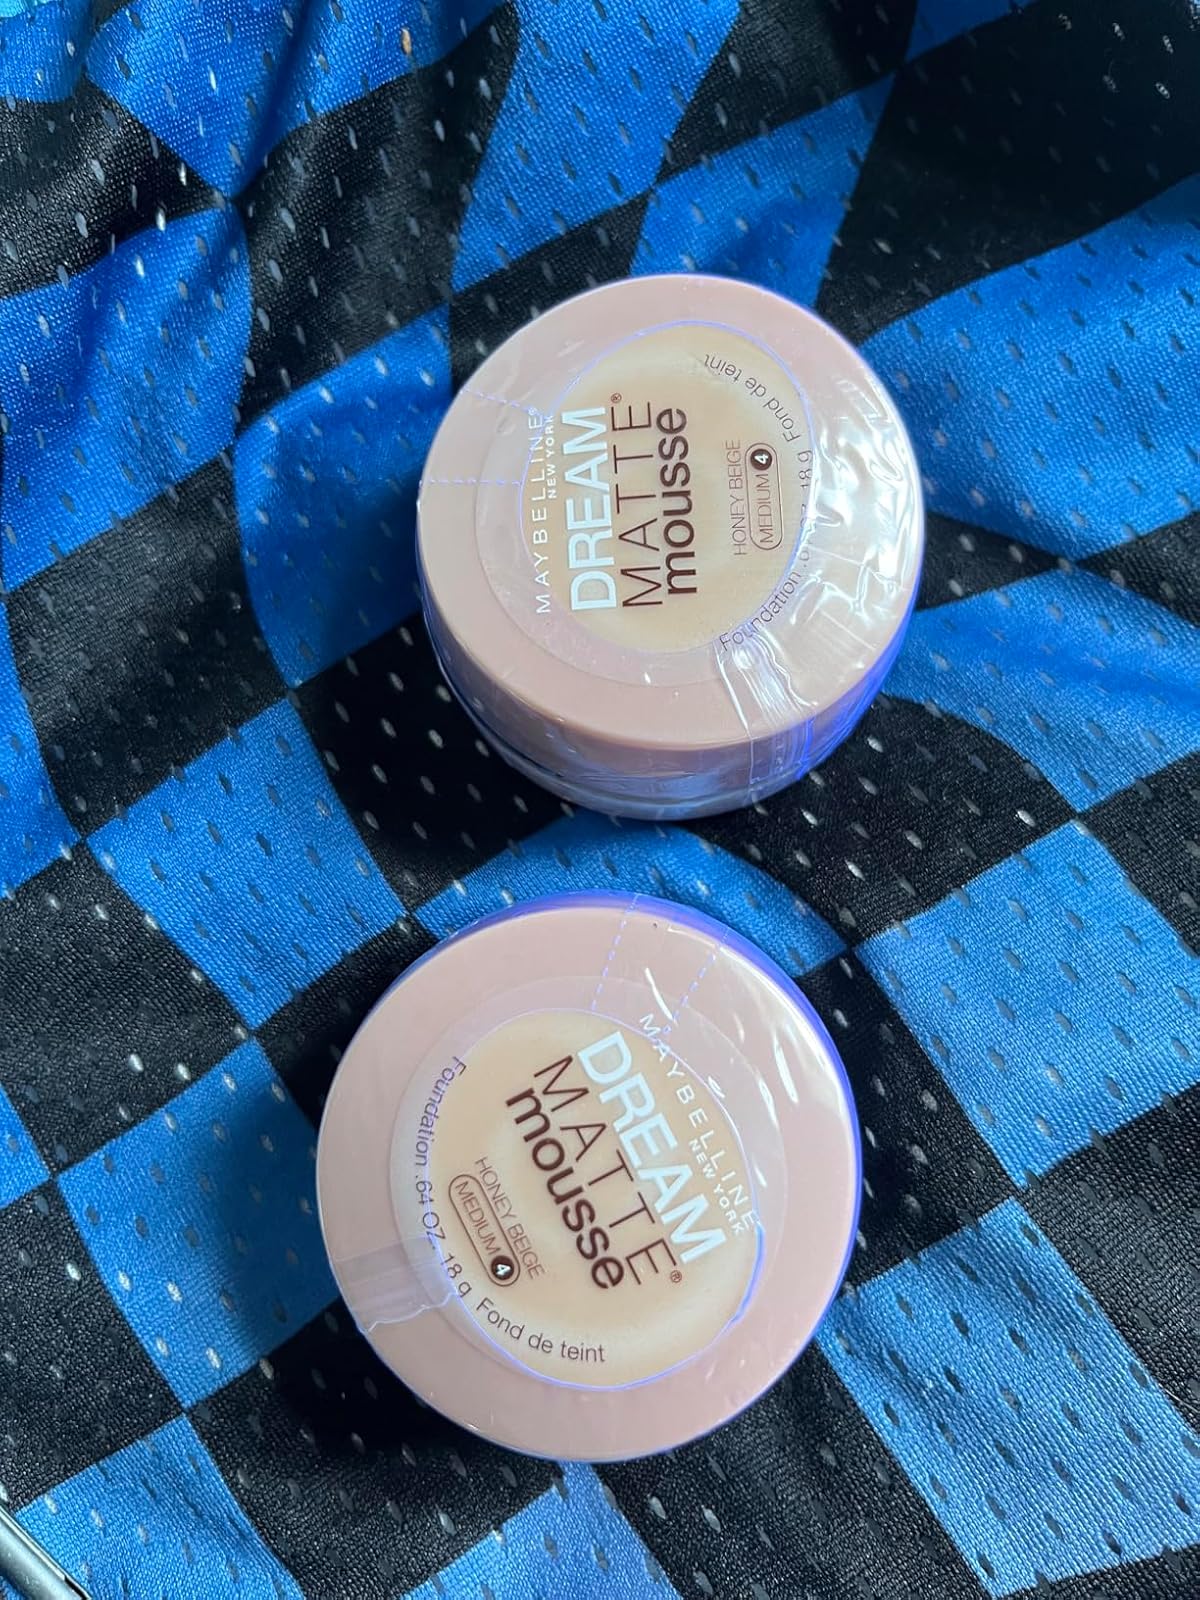 MAYBELLINE®
NEW YORK
DREAM
MATTE®
mousse
HONEY BEIGE
MEDIUM 4
Foundation 18 g Fond de teint
MAYBELLINE
NEW YORK
DREAM
MATTE®
mousse
HONEY BEIGE
MEDIUM 4
Foundation .64 OZ. 18 g Fond de teint